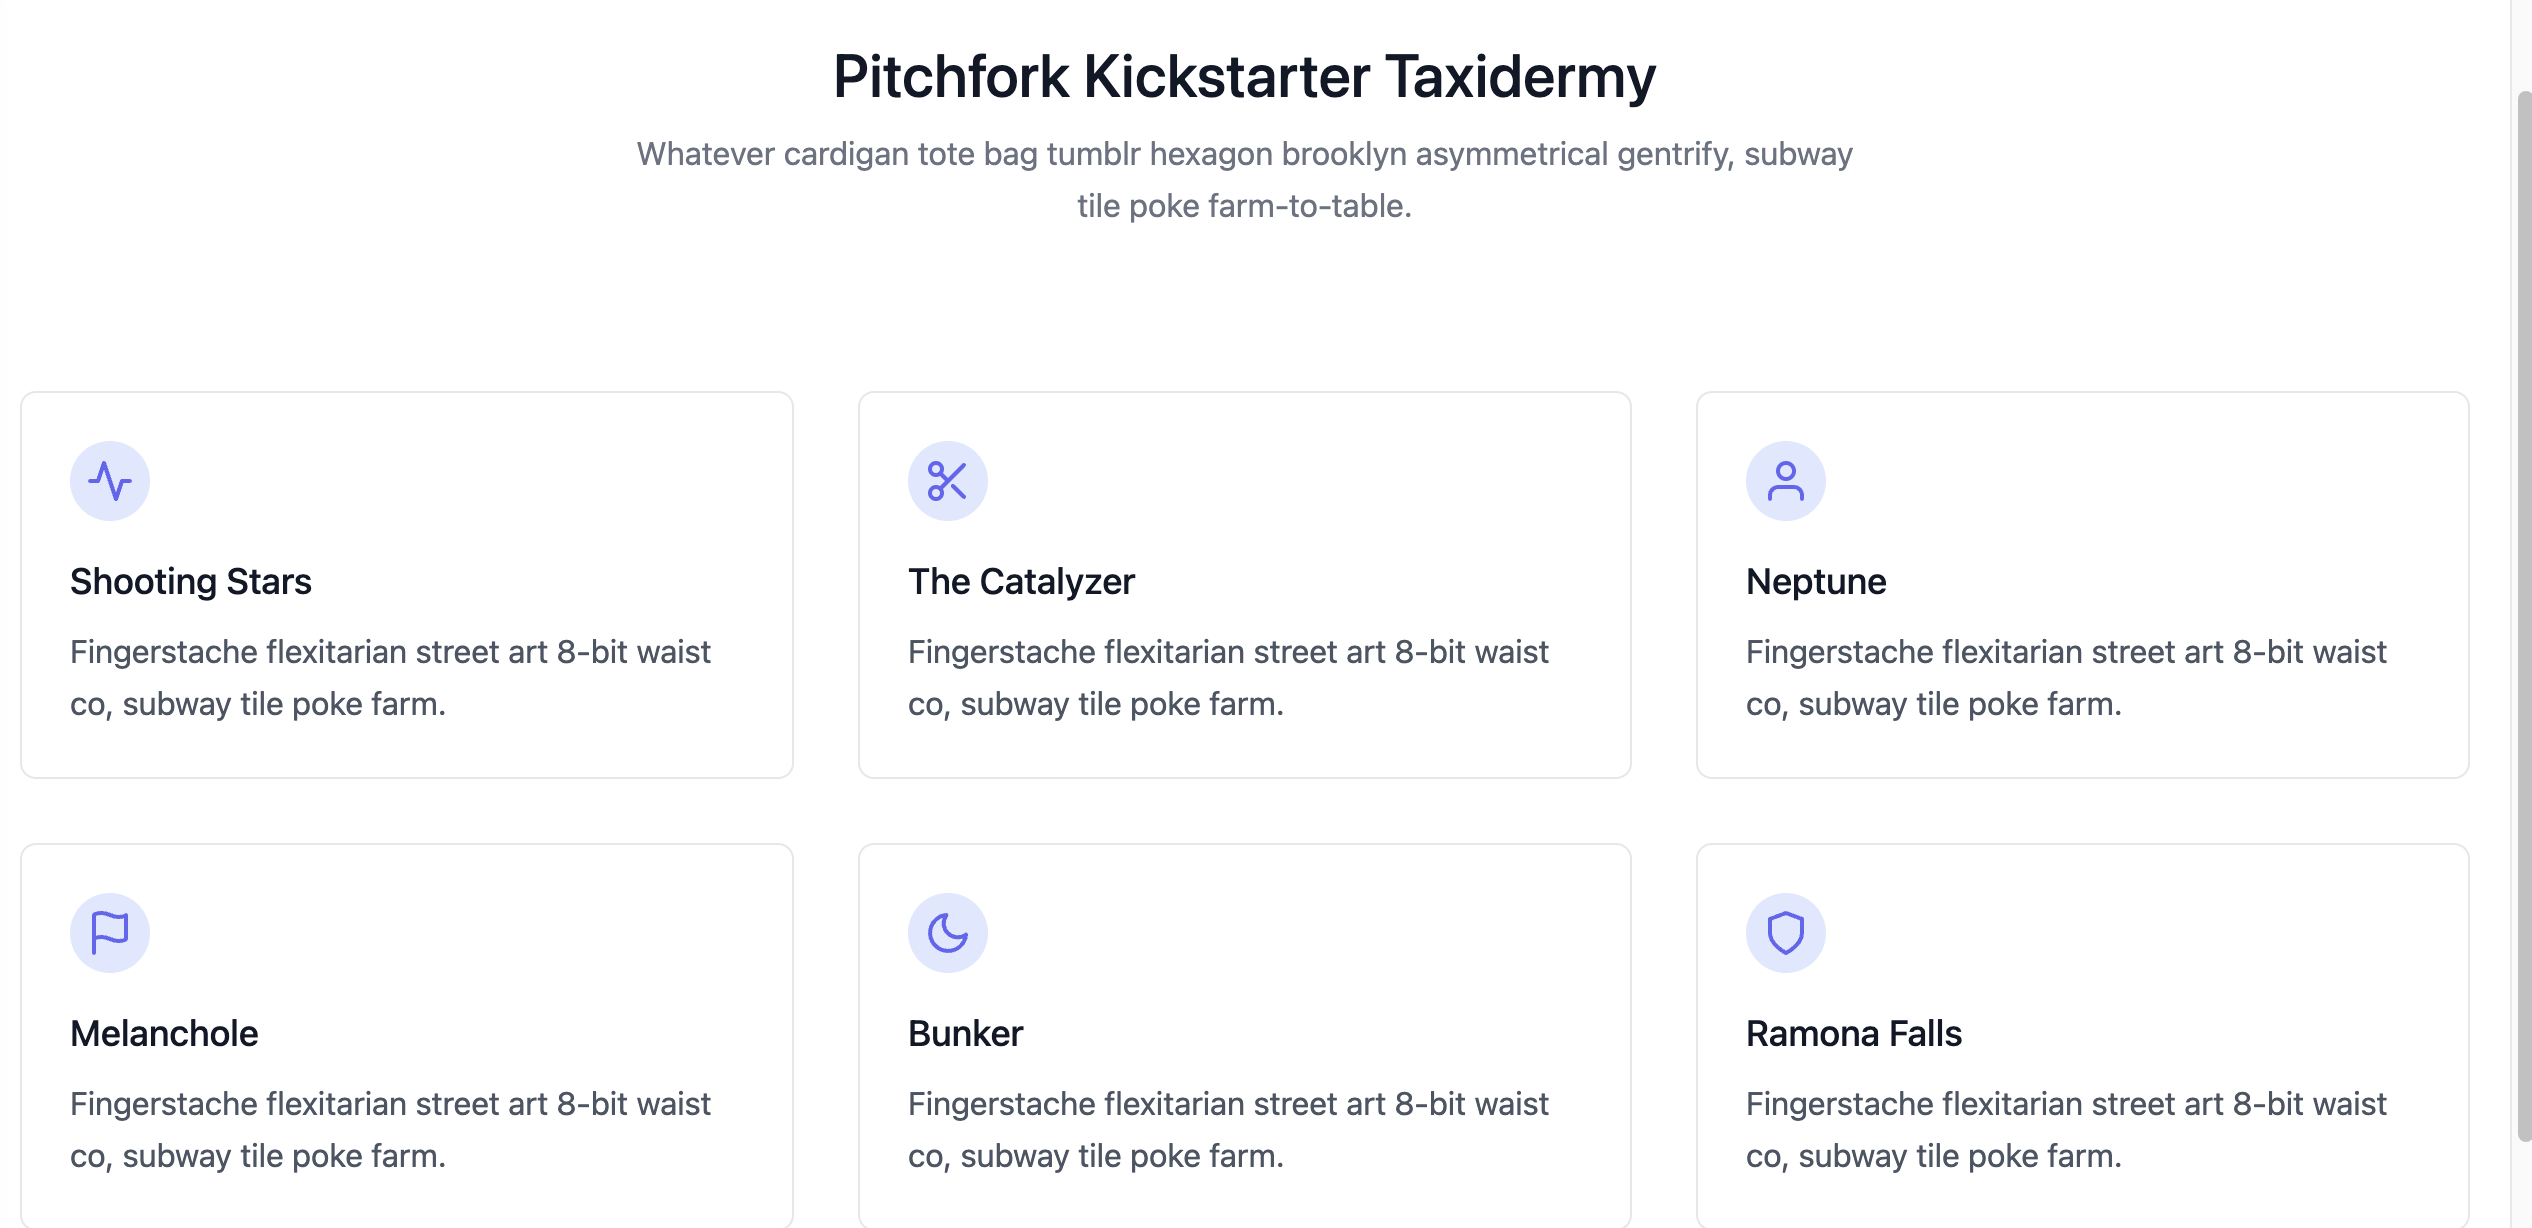 Pitchfork Kickstarter Taxidermy
Whatever cardigan tote bag tumblr hexagon brooklyn asymmetrical gentrify, subway
tile poke farm-to-table.
Shooting Stars
Fingerstache flexitarian street art 8-bit waist
co, subway tile poke farm.
The Catalyzer
Fingerstache flexitarian street art 8-bit waist
co, subway tile poke farm.
Neptune
Fingerstache flexitarian street art 8-bit waist
co, subway tile poke farm.
Melanchole
Fingerstache flexitarian street art 8-bit waist
co, subway tile poke farm.
Bunker
Fingerstache flexitarian street art 8-bit waist
co, subway tile poke farm.
Ramona Falls
Fingerstache flexitarian street art 8-bit waist
co, subway tile poke farm.